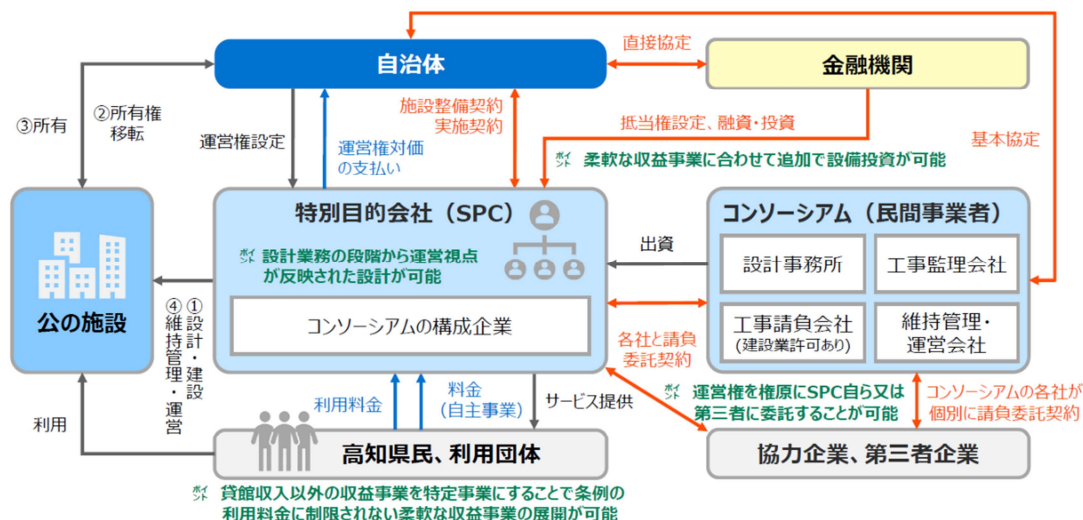 自治体
直接協定
金融機関
③所有
②所有権
移転
運営権設定
運営権対価
の支払い
施設整備契約
実施契約
抵当権設定、融資・投資
基本協定
ポイント 柔軟な収益事業に合わせて追加で設備投資が可能
特別目的会社（SPC）
ポイント 設計業務の段階から運営視点
が反映された設計が可能
コンソーシアムの構成企業
出資
コンソーシアム（民間事業者）
設計事務所
工事監理会社
工事請負会社
(建設業許可あり)
維持管理・
運営会社
公の施設
①設計・建設
④維持管理・運営
各社と請負
委託契約
利用
利用料金
料金
（自主事業）
サービス提供
ポイント 運営権を権原にSPC自ら又は
第三者に委託することが可能
コンソーシアムの各社が
個別に請負委託契約
高知県民、利用団体
協力企業、第三者企業
ポイント 貸館収入以外の収益事業を特定事業にすることで条例の
利用料金に制限されない柔軟な収益事業の展開が可能